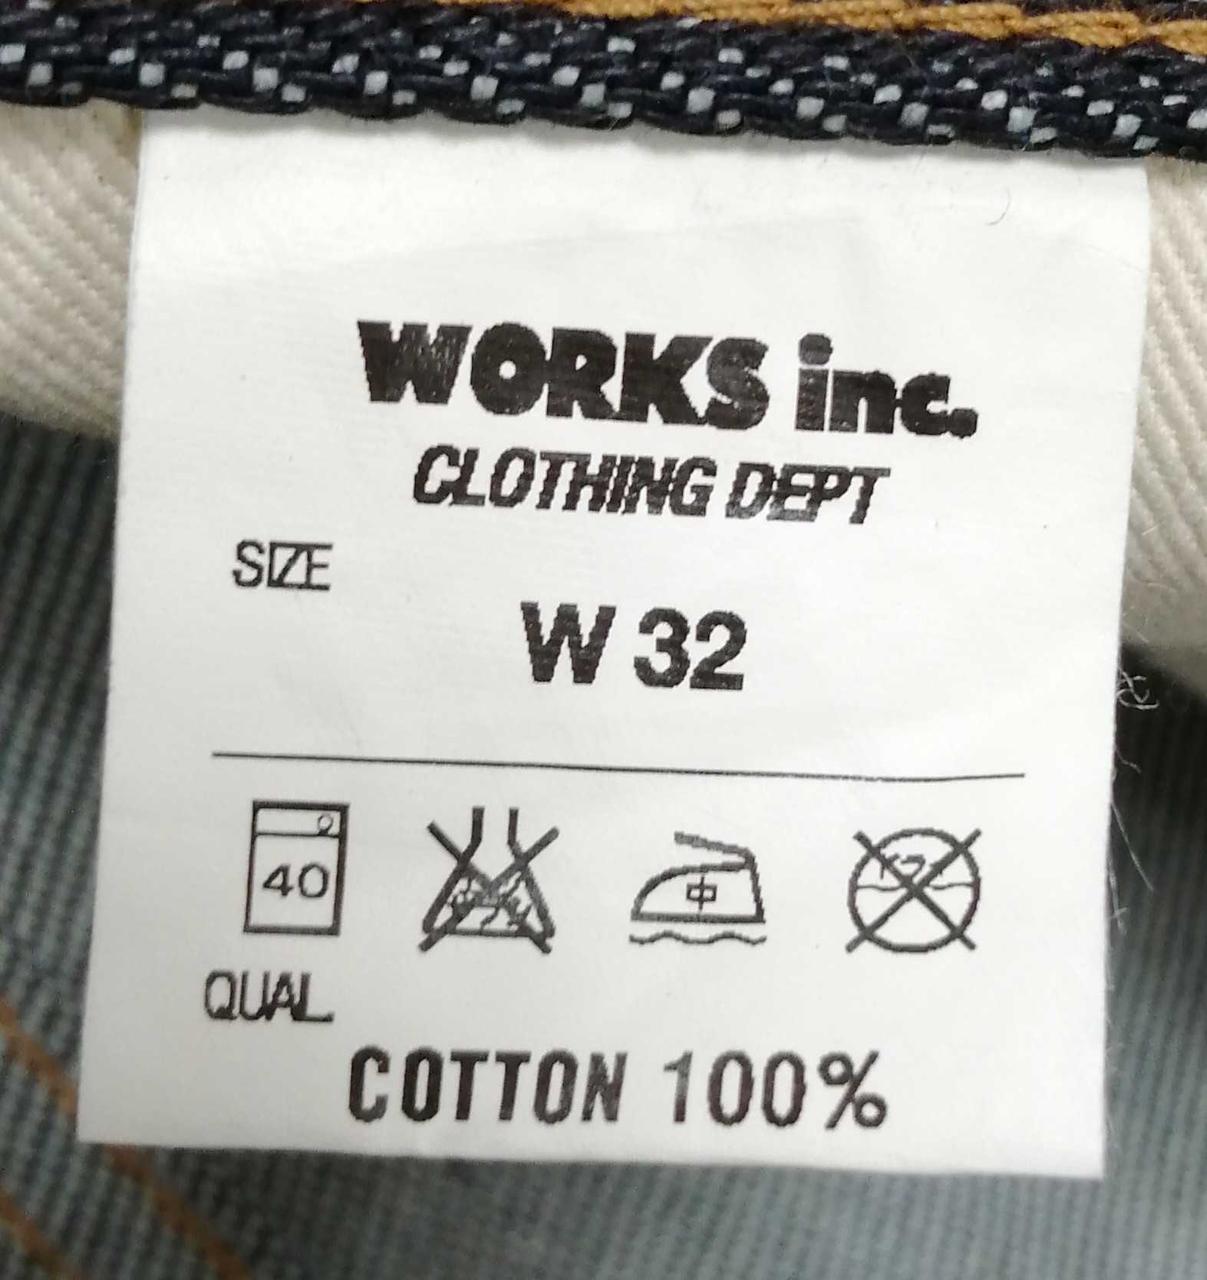 WORKS inc.
CLOTHING DEPT
SIZE
W 32
40
中
QUAL
COTTON 100%